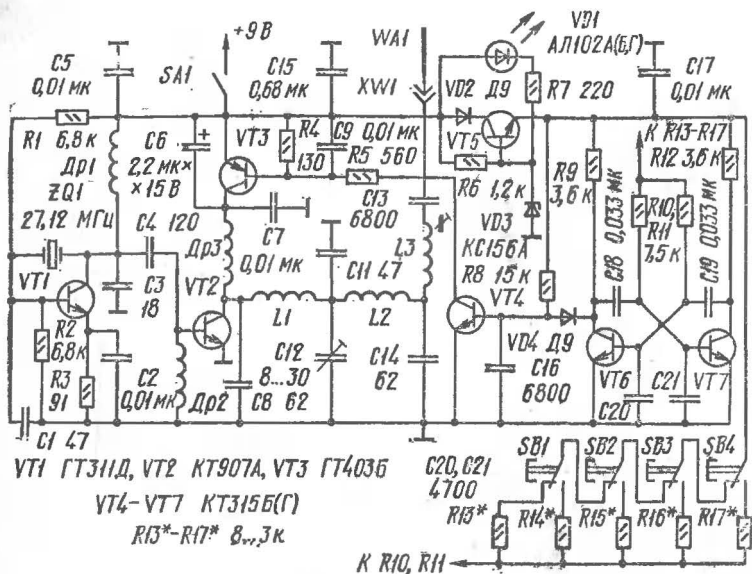 +9 В
WA1
VD1
АЛ102А(Б,Г)
C5
0,01 мк
SA1
C15
0,68 мк
XW1
VD2
Д9
R7 220
C17
0,01 мк
R1
6,8 к
C6
2,2 мк×
×15 В
VT3
R4
130
C9
0,01 мк
R5 560
VT5
R6 1,2 к
К R13-R17
R12 3,6 к
Др1
ZQ1
27,12 МГц
C4
120
C13
6800
R9
3,6 к
R10,
R11
7,5 к
C18
0,033 мк
C19
0,033 мк
VD3
КС156А
R8
15 к
VT1
C3
18
Др3
C7
0,01 мк
VT2
C11 47
L3
VT4
L1
L2
VD4
Д9
C16
6800
VT6
VT7
R2
6,8 к
R3
91
C2
0,01 мк
Др2
C12
8...30
C8 62
C14
62
C20
C21
C1 47
VT1 ГТ311Д, VT2 КТ907А, VT3 ГТ403Б
VT4-VT7 КТ315Б(Г)
R13*-R17* 8...3 к
C20, C21
4700
SB1
SB2
SB3
SB4
R13*
R14*
R15*
R16*
R17*
К R10, R11